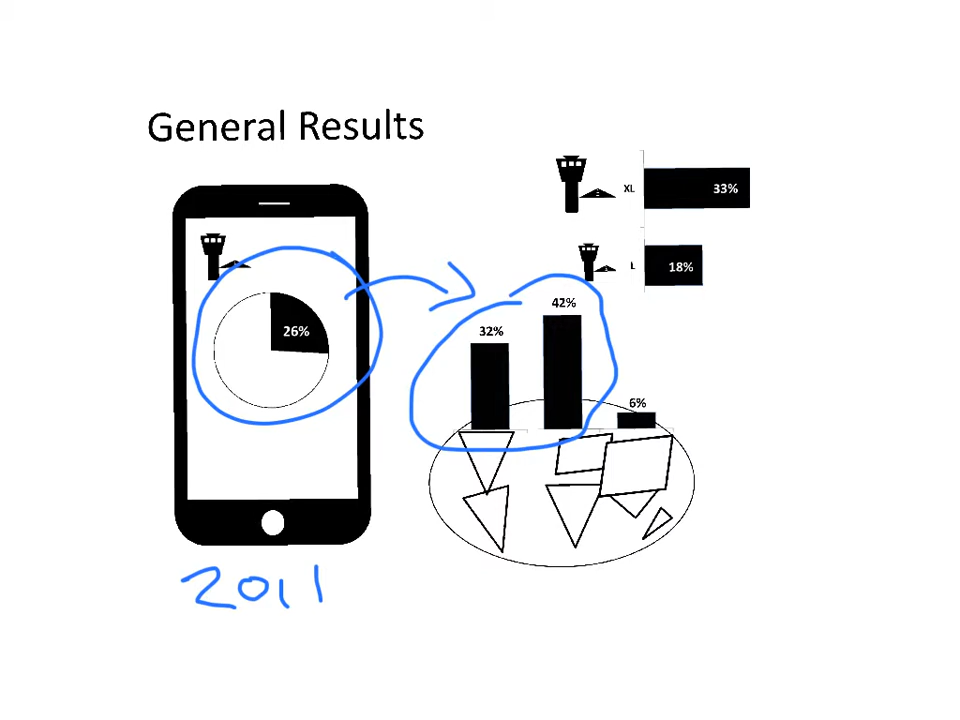 General Results
XL 33%
L 18%
26%
32%
42%
6%
2011